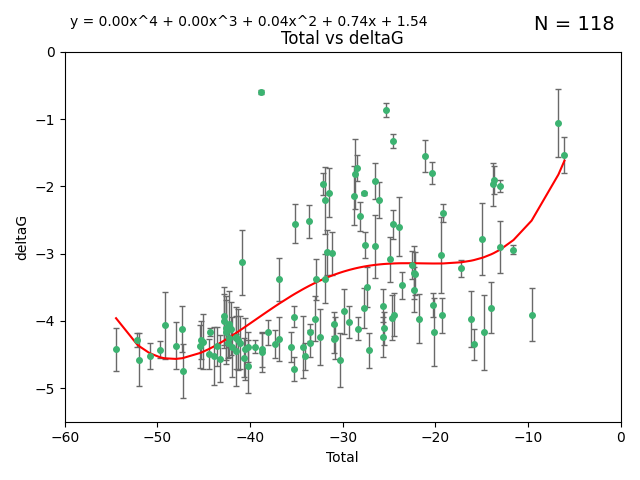 y = 0.00x^4 + 0.00x^3 + 0.04x^2 + 0.74x + 1.54
N = 118
Total vs deltaG
0
−1
−2
−3
−4
−5
deltaG
−60
−50
−40
−30
−20
−10
0
Total